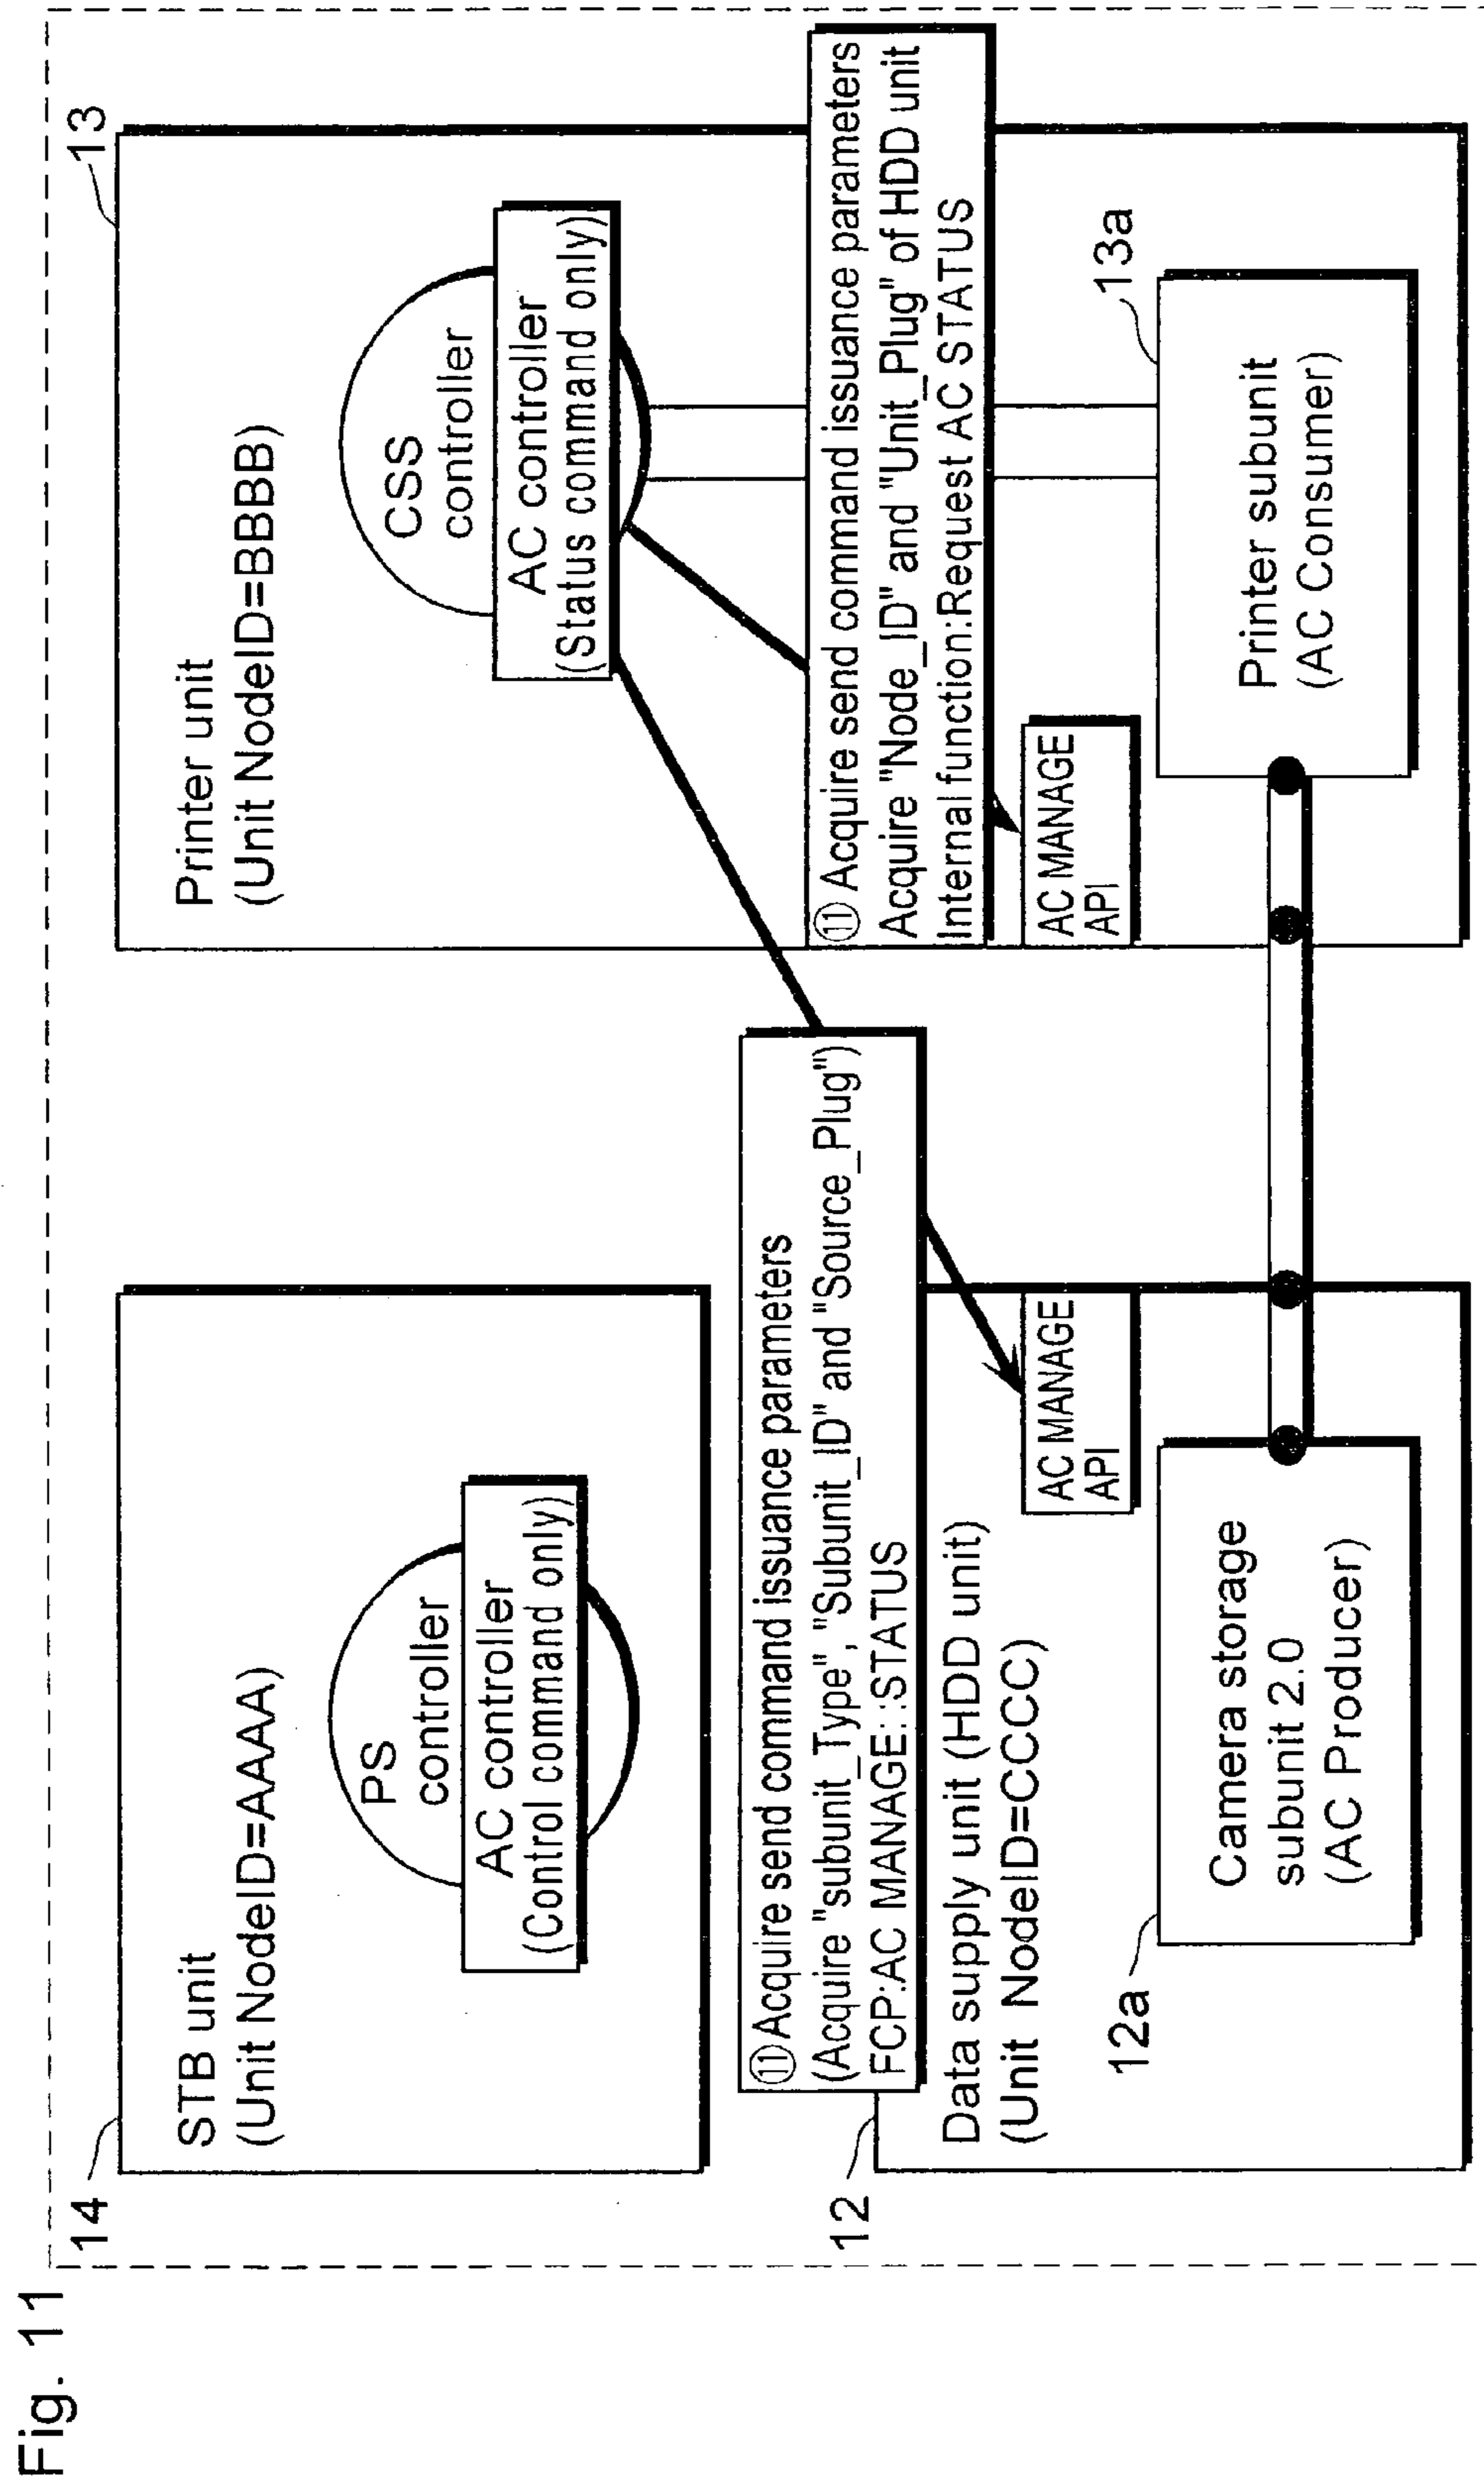 Fig. 11
14
STB unit
(Unit NodeID=AAAA)
PS
controller
AC controller
(Control command only)
13
Printer unit
(Unit NodeID=BBBB)
CSS
controller
AC controller
(Status command only)
⑪ Acquire send command issuance parameters
(Acquire "subunit_Type", "Subunit_ID" and "Source_Plug")
FCP:AC MANAGE::STATUS
⑪ Acquire send command issuance parameters
Acquire "Node_ID" and "Unit_Plug" of HDD unit
Internal function:Request AC STATUS
12
Data supply unit (HDD unit)
(Unit NodeID=CCCC)
AC MANAGE
API
12a
Camera storage
subunit 2.0
(AC Producer)
AC MANAGE
API
13a
Printer subunit
(AC Consumer)